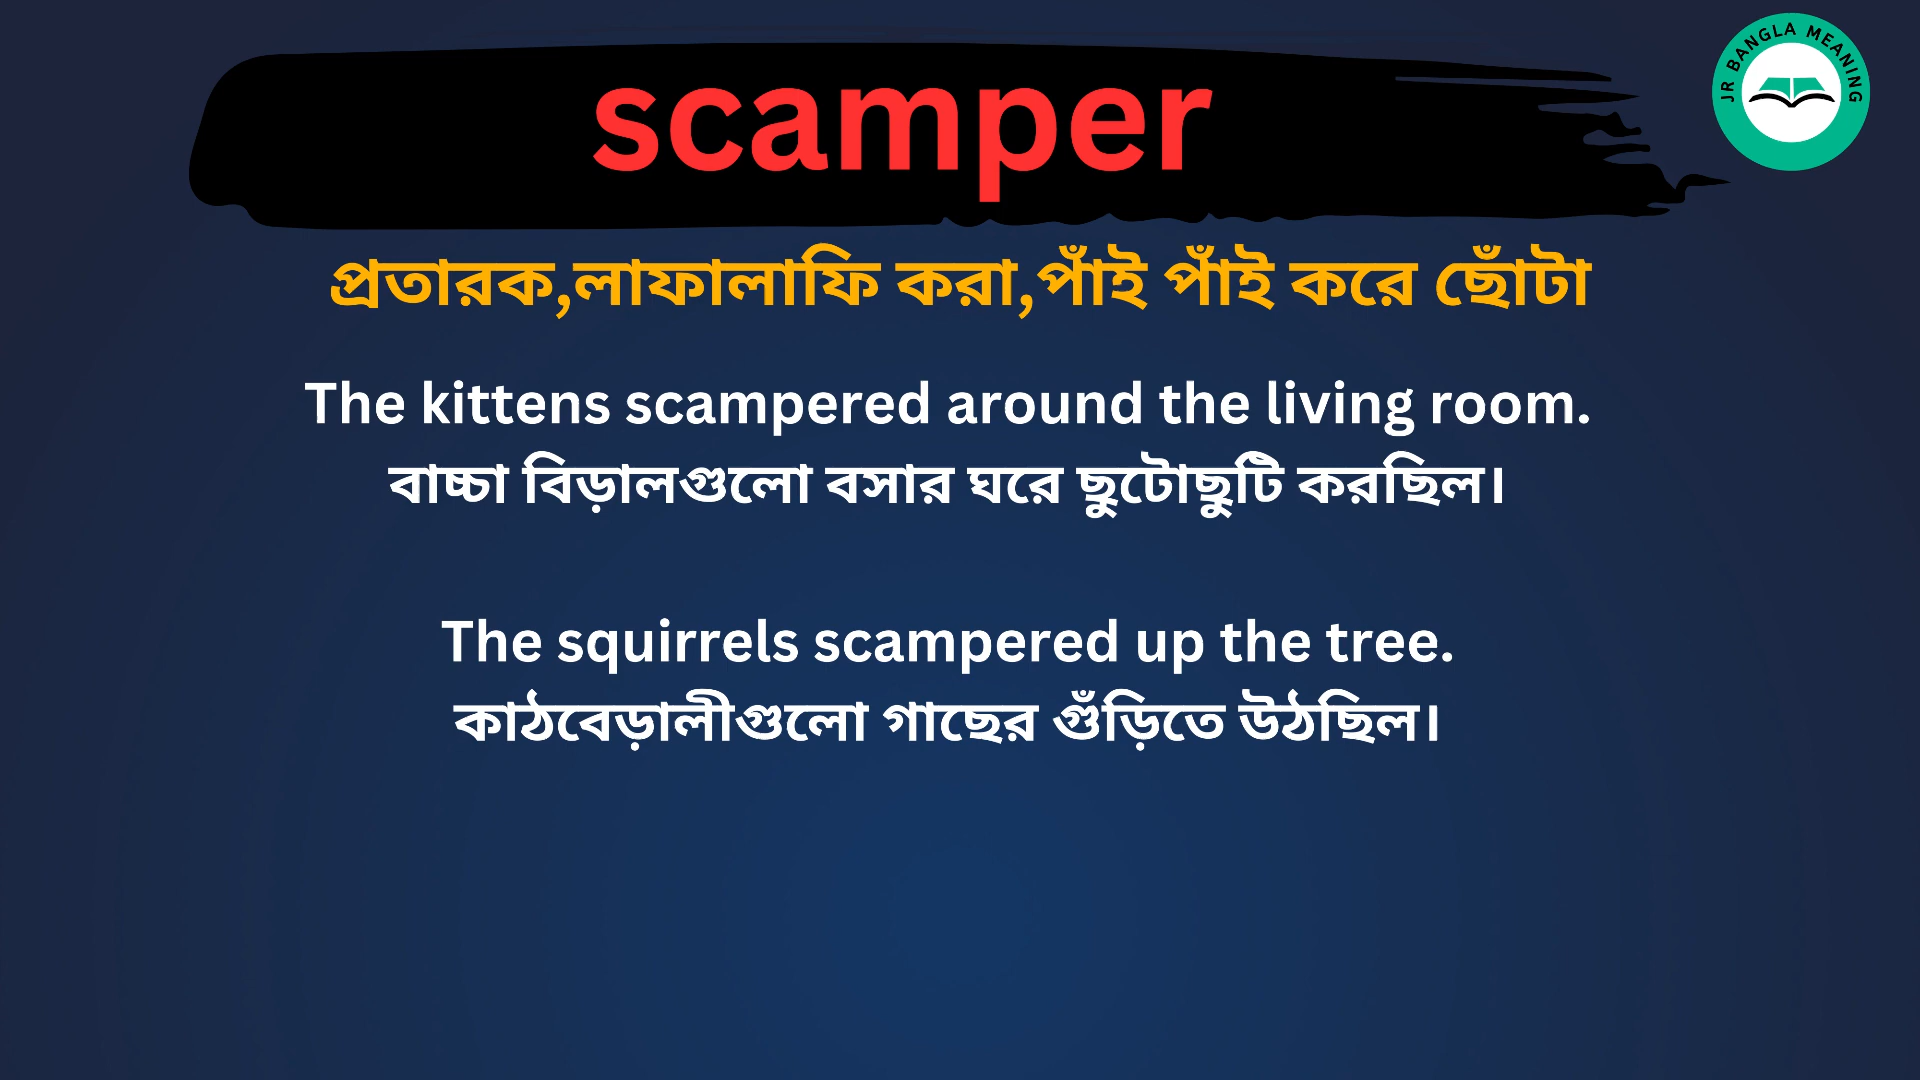 scamper
JR BANGLA MEANING
প্রতারক,লাফালাফি করা,পাঁই পাঁই করে ছোঁটা
The kittens scampered around the living room.
বাচ্চা বিড়ালগুলো বসার ঘরে ছুটোছুটি করছিল।
The squirrels scampered up the tree.
কাঠবেড়ালীগুলো গাছের গুঁড়িতে উঠছিল।